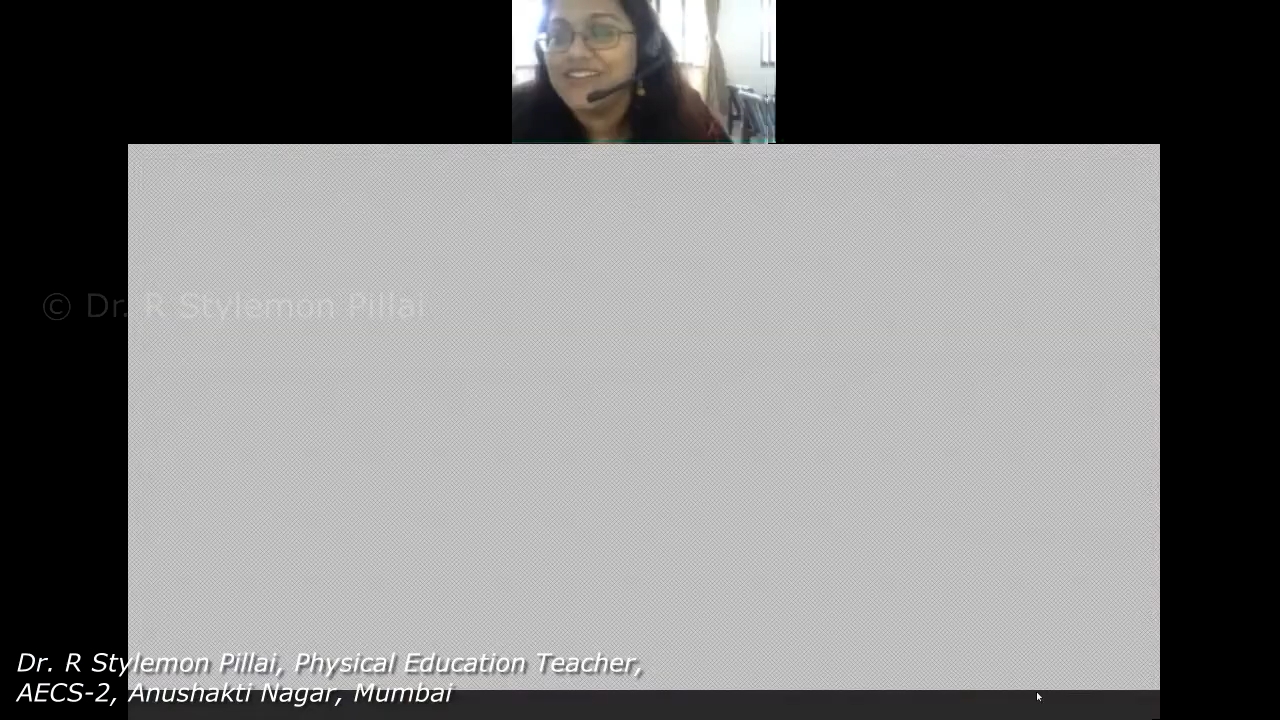 © Dr. R Stylemon Pillai
Dr. R Stylemon Pillai, Physical Education Teacher,
AECS-2, Anushakti Nagar, Mumbai